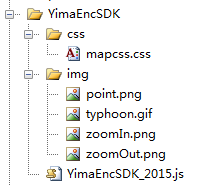 YimaEncSDK
css
mapcss.css
img
point.png
typhoon.gif
zoomIn.png
zoomOut.png
YimaEncSDK_2015.js